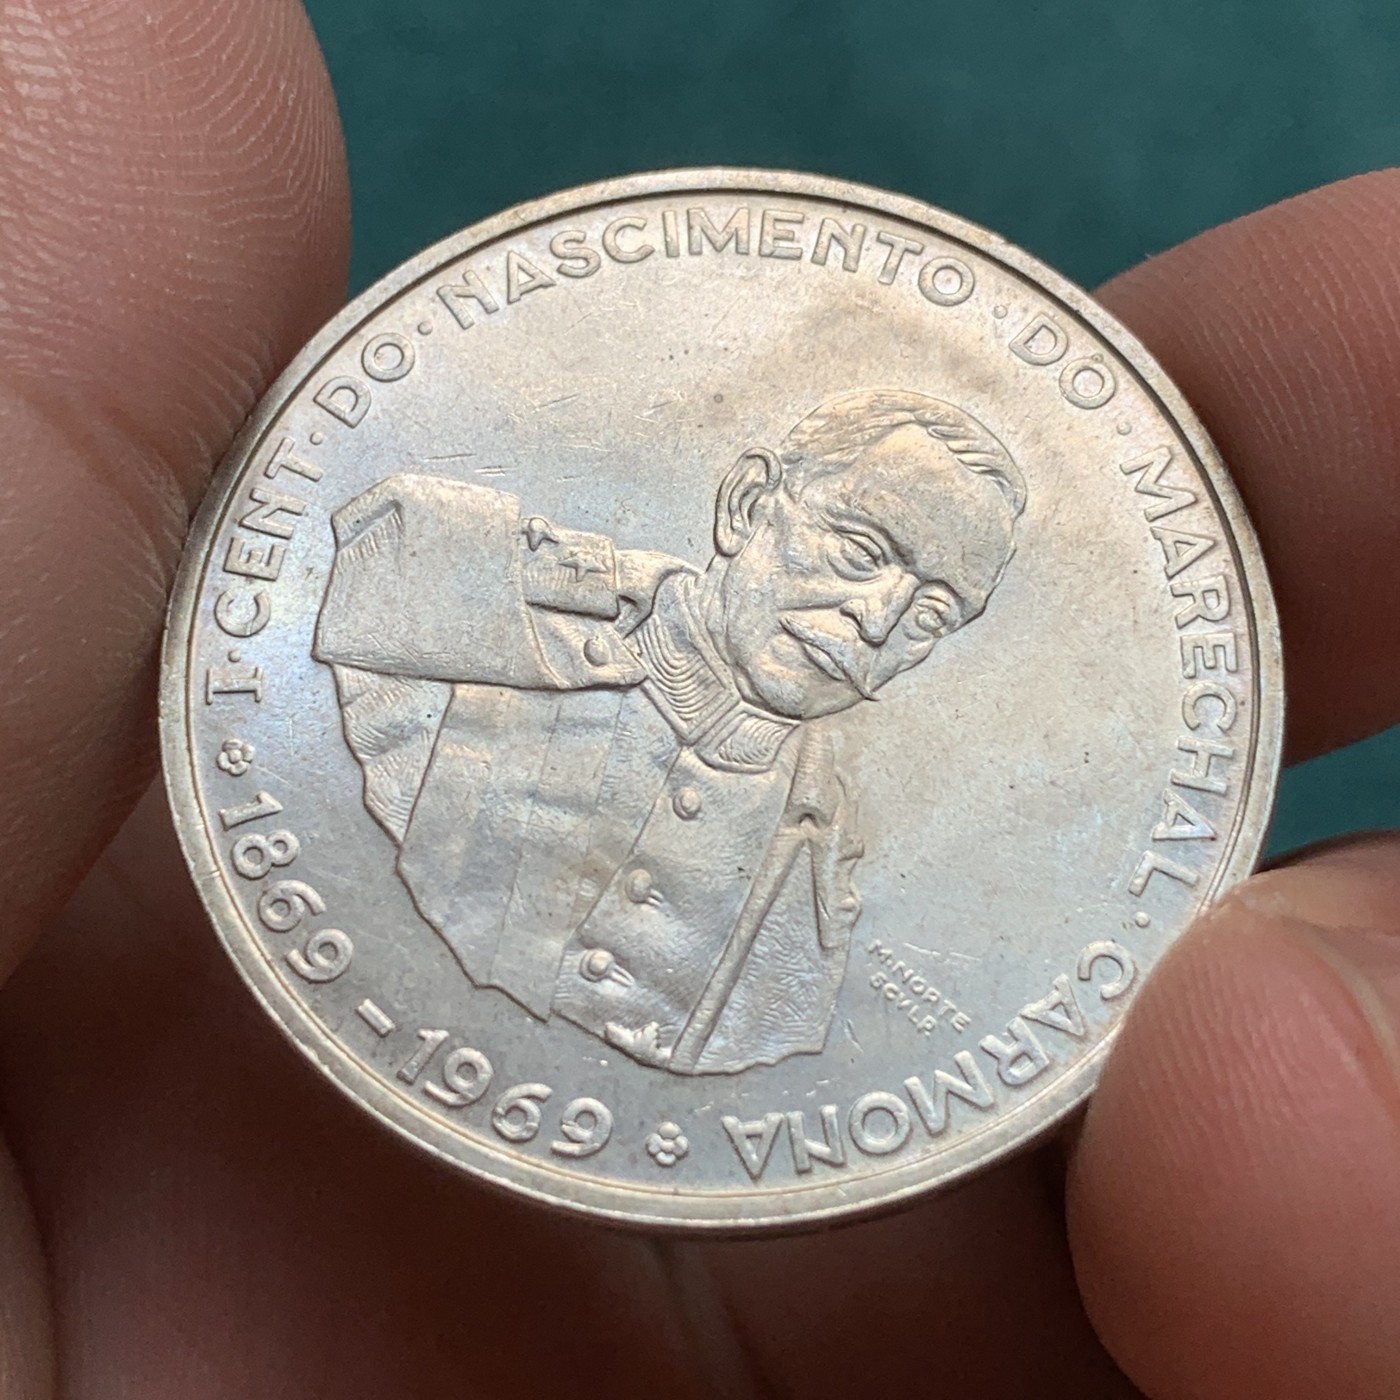 I·CENT·DO·NASCIMENTO·DO·MARECHAL·CARMONA
1869-1969
M·NORTE
SCVLP.